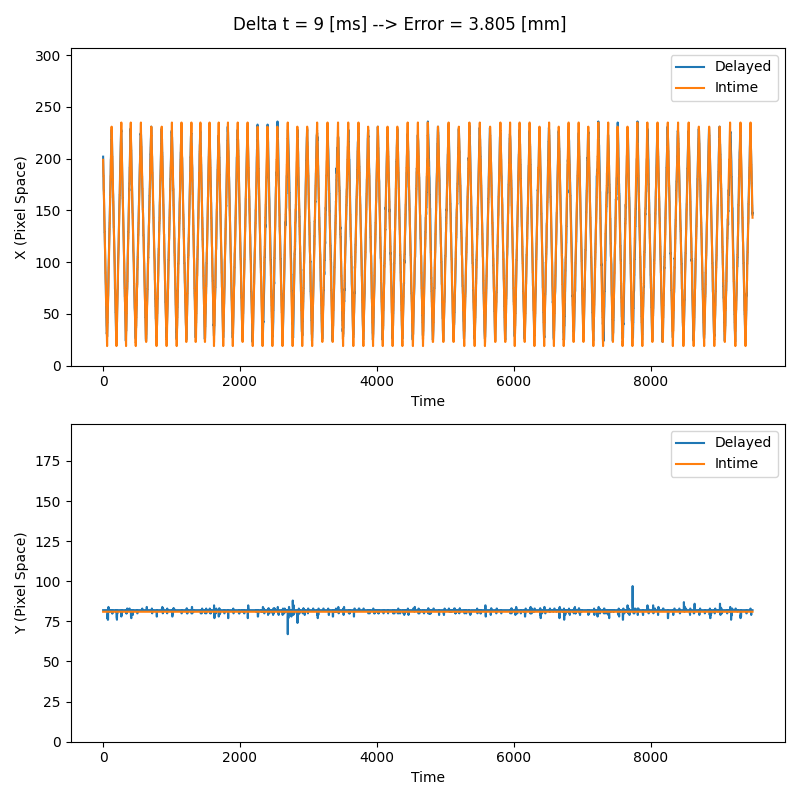 Delta t = 9 [ms] --> Error = 3.805 [mm]
300
250
200
150
100
50
0
X (Pixel Space)
Delayed
Intime
0 2000 4000 6000 8000
Time
175
150
125
100
75
50
25
0
Y (Pixel Space)
Delayed
Intime
0 2000 4000 6000 8000
Time